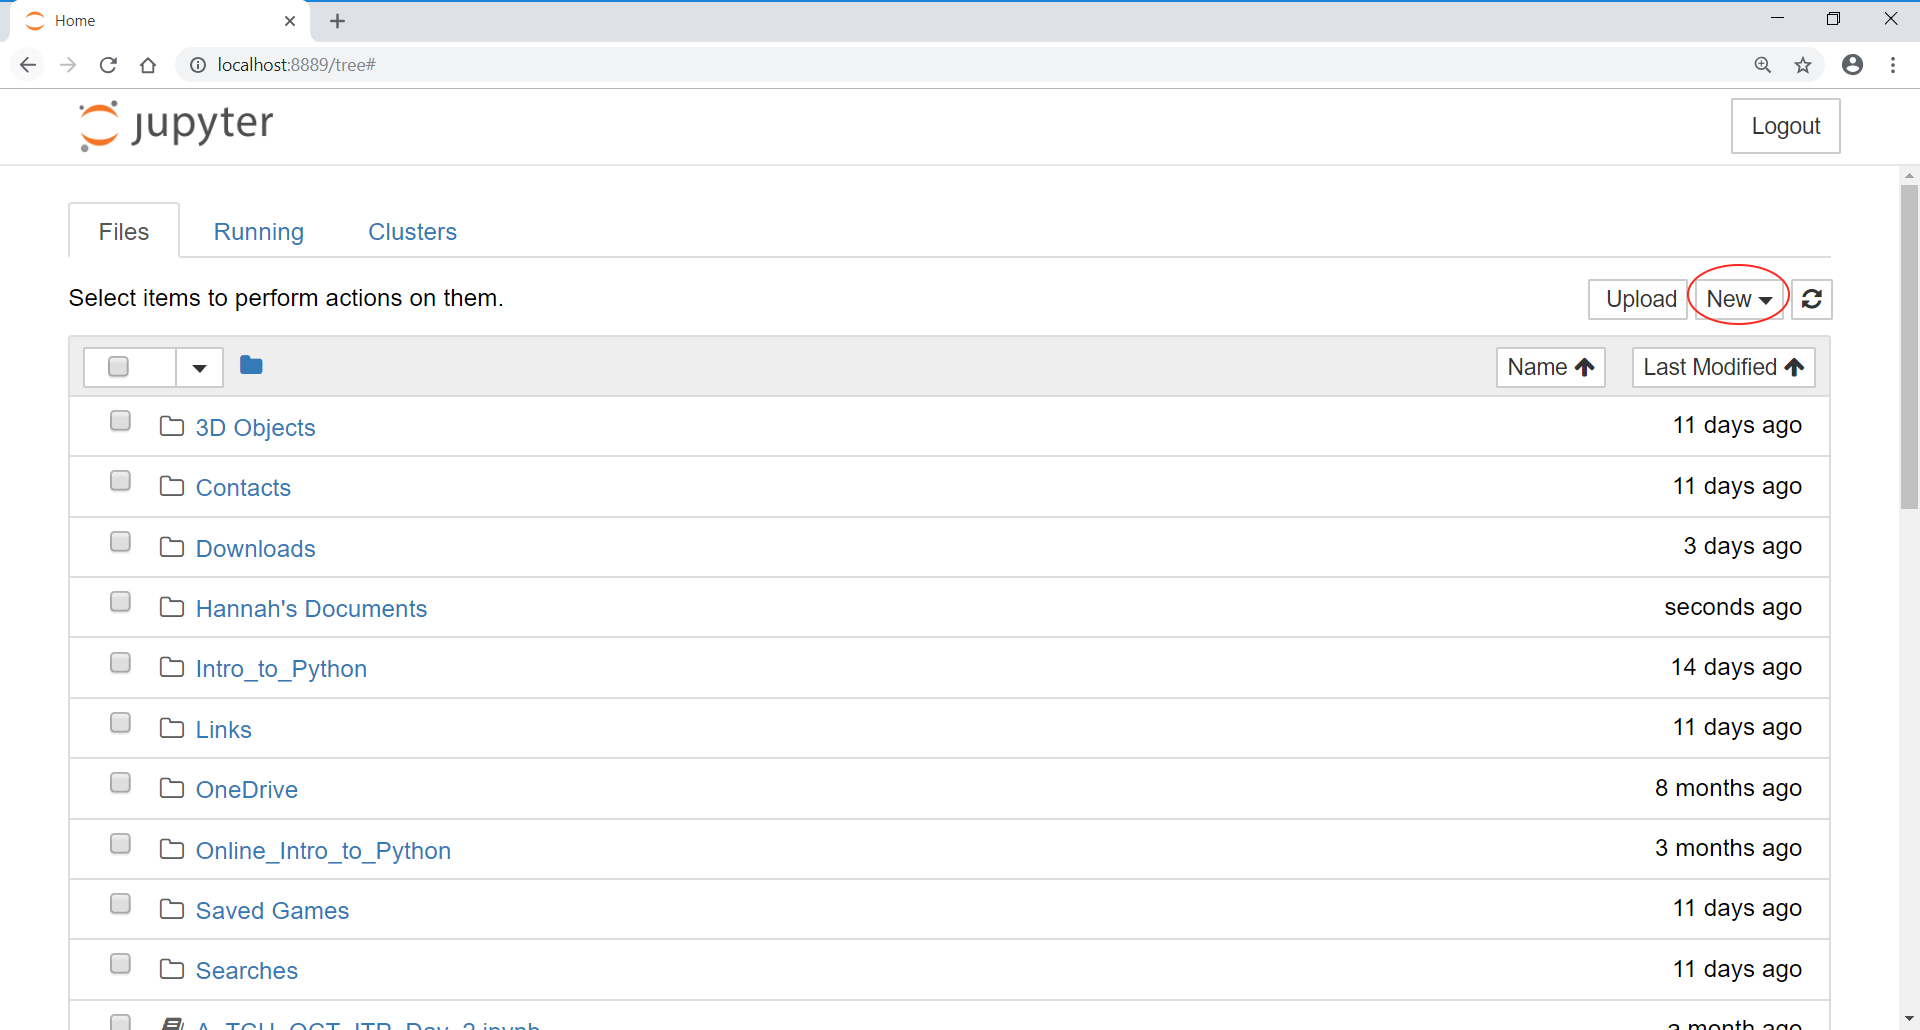 Home
localhost:8889/tree#
jupyter
Logout
Files Running Clusters
Select items to perform actions on them.
Upload New
Name Last Modified
3D Objects 11 days ago
Contacts 11 days ago
Downloads 3 days ago
Hannah's Documents seconds ago
Intro_to_Python 14 days ago
Links 11 days ago
OneDrive 8 months ago
Online_Intro_to_Python 3 months ago
Saved Games 11 days ago
Searches 11 days ago
a month ago